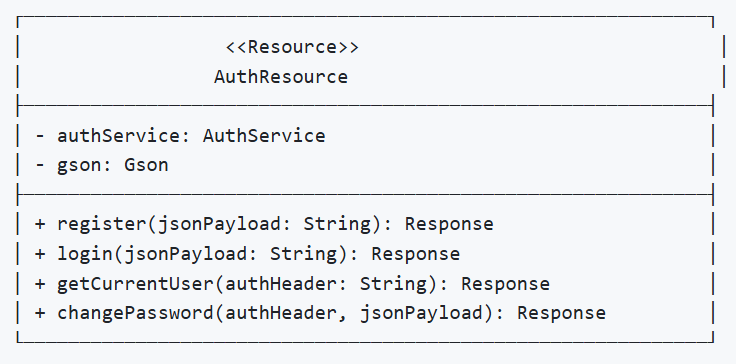 <<Resource>>
AuthResource
- authService: AuthService
- gson: Gson
+ register(jsonPayload: String): Response
+ login(jsonPayload: String): Response
+ getCurrentUser(authHeader: String): Response
+ changePassword(authHeader, jsonPayload): Response